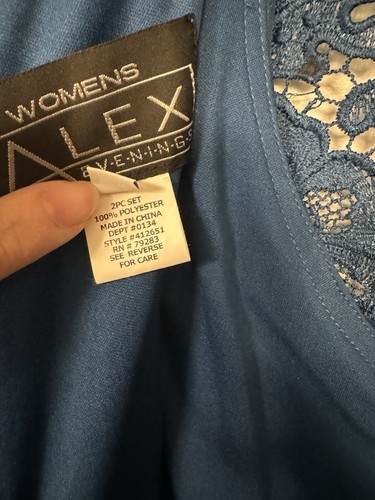 WOMENS
ALEX
E•V•E•N•I•N•G•S
2PC SET
100% POLYESTER
MADE IN CHINA
DEPT #0134
STYLE #412651
RN # 79283
SEE REVERSE
FOR CARE